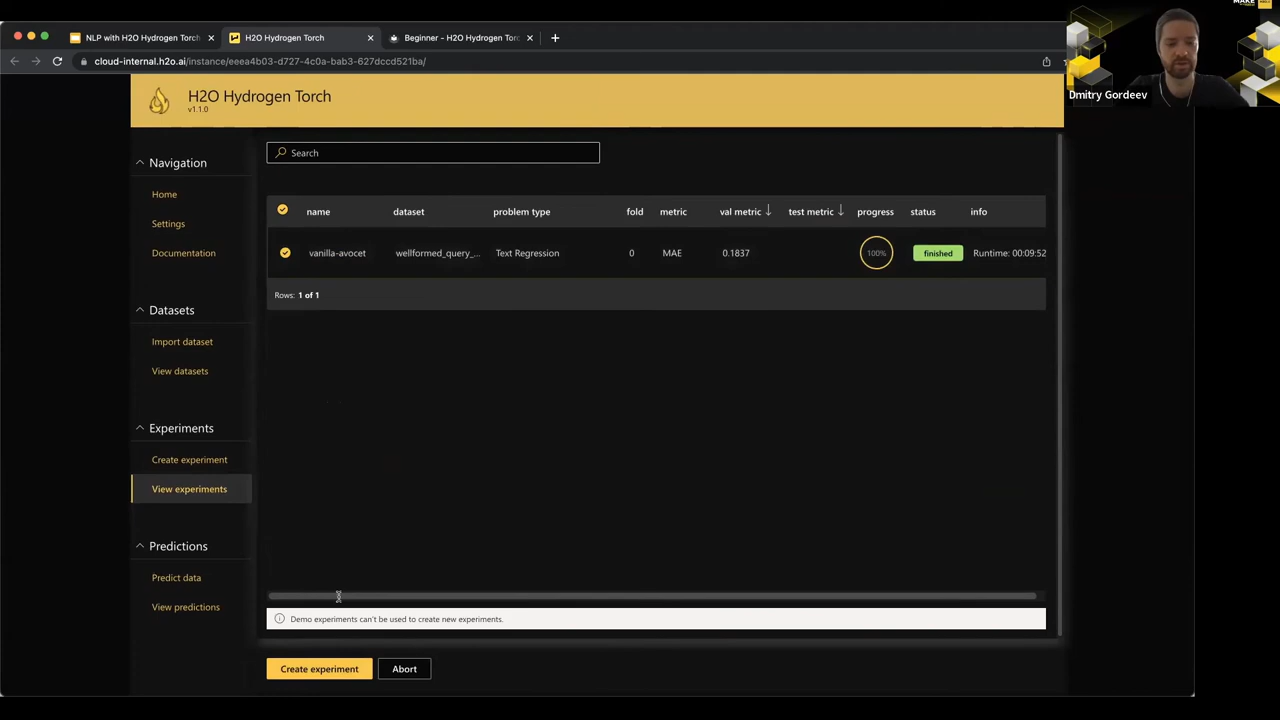 NLP with H2O Hydrogen Torch
H2O Hydrogen Torch
Beginner - H2O Hydrogen Torc
cloud-internal.h2o.ai/instance/eeea4b03-d727-4c0a-bab3-627dccd521ba/
MAKE
Dmitry Gordeev
H2O Hydrogen Torch
v1.1.0
Navigation
Home
Settings
Documentation
Datasets
Import dataset
View datasets
Experiments
Create experiment
View experiments
Predictions
Predict data
View predictions
Search
name dataset problem type fold metric val metric test metric progress status info
vanilla-avocet wellformed_query_... Text Regression 0 MAE 0.1837 100% finished Runtime: 00:09:52
Rows: 1 of 1
Demo experiments can't be used to create new experiments.
Create experiment Abort